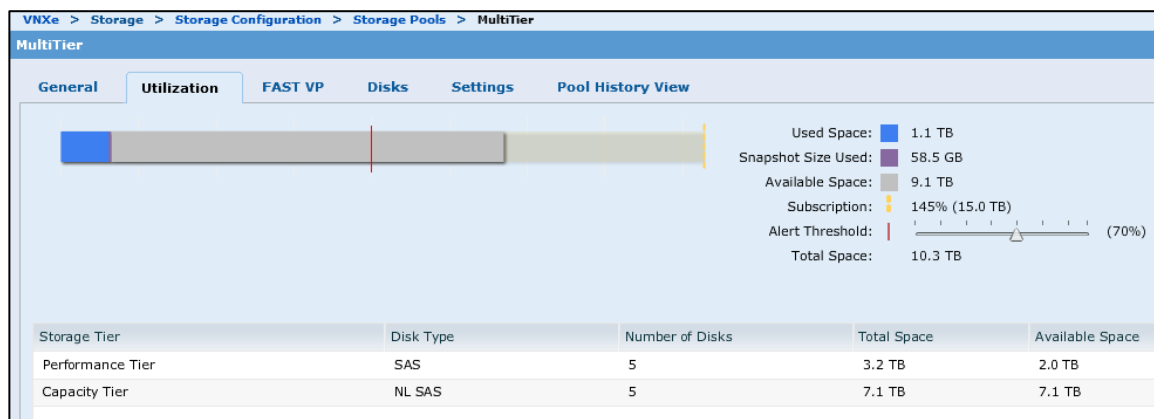 VNXe > Storage > Storage Configuration > Storage Pools > MultiTier
MultiTier
General Utilization FAST VP Disks Settings Pool History View
Used Space: 1.1 TB
Snapshot Size Used: 58.5 GB
Available Space: 9.1 TB
Subscription: 145% (15.0 TB)
Alert Threshold: (70%)
Total Space: 10.3 TB
Storage Tier Disk Type Number of Disks Total Space Available Space
Performance Tier SAS 5 3.2 TB 2.0 TB
Capacity Tier NL SAS 5 7.1 TB 7.1 TB